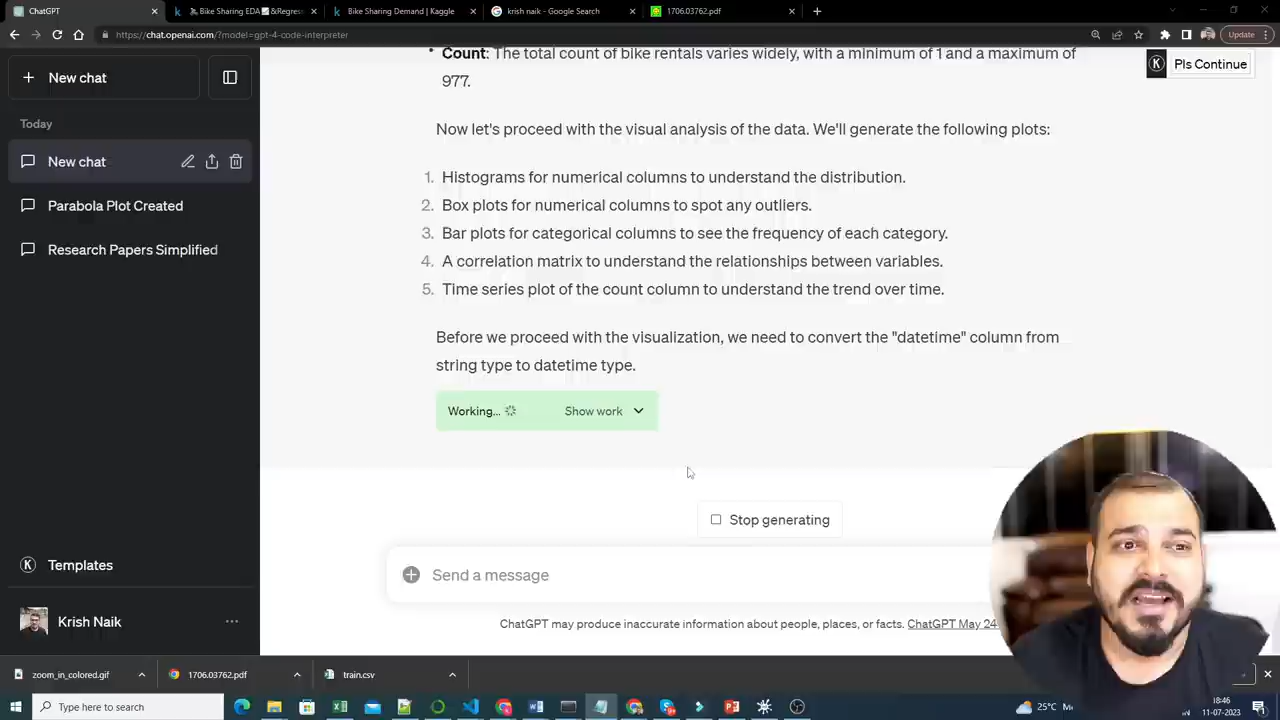 ChatGPT
Bike Sharing EDA &Regress
Bike Sharing Demand | Kaggle
krish naik - Google Search
1706.03762.pdf
https://chat.openai.com/?model=gpt-4-code-interpreter
Update
New chat
Today
New chat
Parabola Plot Created
Research Papers Simplified
Templates
Krish Naik
K Pls Continue
• Count: The total count of bike rentals varies widely, with a minimum of 1 and a maximum of
977.
Now let's proceed with the visual analysis of the data. We'll generate the following plots:
1. Histograms for numerical columns to understand the distribution.
2. Box plots for numerical columns to spot any outliers.
3. Bar plots for categorical columns to see the frequency of each category.
4. A correlation matrix to understand the relationships between variables.
5. Time series plot of the count column to understand the trend over time.
Before we proceed with the visualization, we need to convert the "datetime" column from
string type to datetime type.
Working... Show work
Stop generating
Send a message
ChatGPT may produce inaccurate information about people, places, or facts. ChatGPT May 24
zoom_in_colored.gif
1706.03762.pdf
train.csv
Type here to search
25°C
18:46
11-07-2023